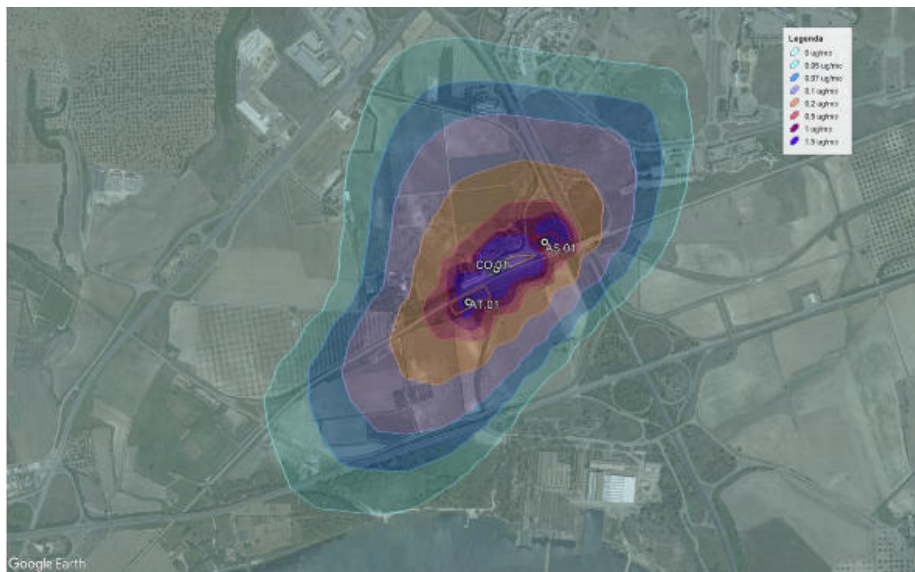 Legenda
0 ug/mc
0.05 ug/mc
0.07 ug/mc
0.1 ug/mc
0.2 ug/mc
0.5 ug/mc
1 ug/mc
1.5 ug/mc
AS.01
CO.01
AT.01
Google Earth